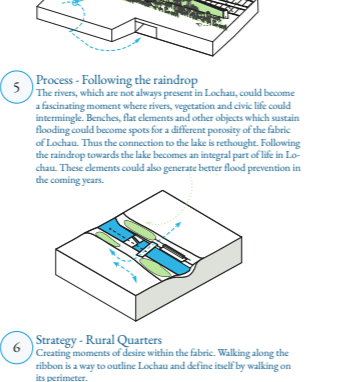 5
Process - Following the raindrop
The rivers, which are not always present in Lochau, could become
a fascinating moment where rivers, vegetation and civic life could
intermingle. Benches, flat elements and other objects which sustain
flooding could become spots for a different porosity of the fabric
of Lochau. Thus the connection to the lake is rethought. Following
the raindrop towards the lake becomes an integral part of life in Lo-
chau. These elements could also generate better flood prevention in
the coming years.
6
Strategy - Rural Quarters
Creating moments of desire within the fabric. Walking along the
ribbon is a way to outline Lochau and define itself by walking on
its perimeter.